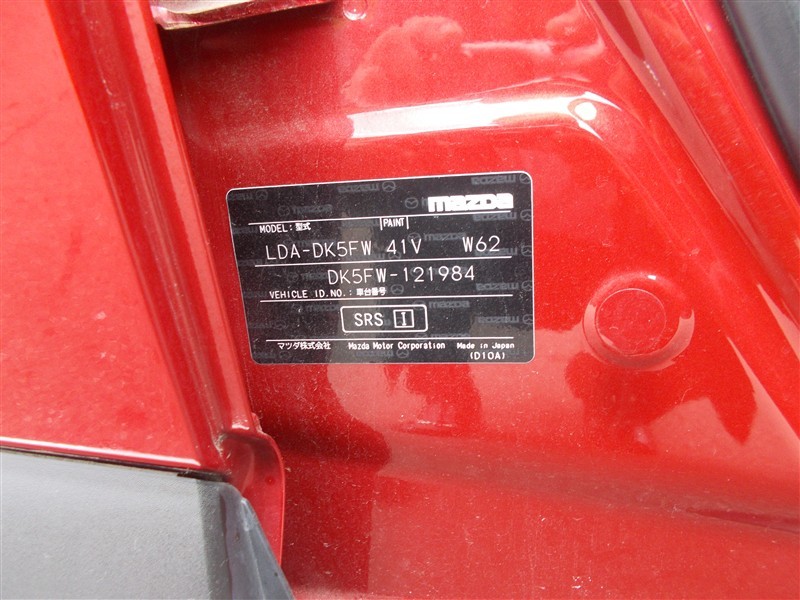 mazda
MODEL: 型式 PAINT
LDA-DK5FW 41V W62
DK5FW-121984
VEHICLE ID.NO.: 車台番号
SRS I
マツダ株式会社 Mazda Motor Corporation Made in Japan
(D10A)